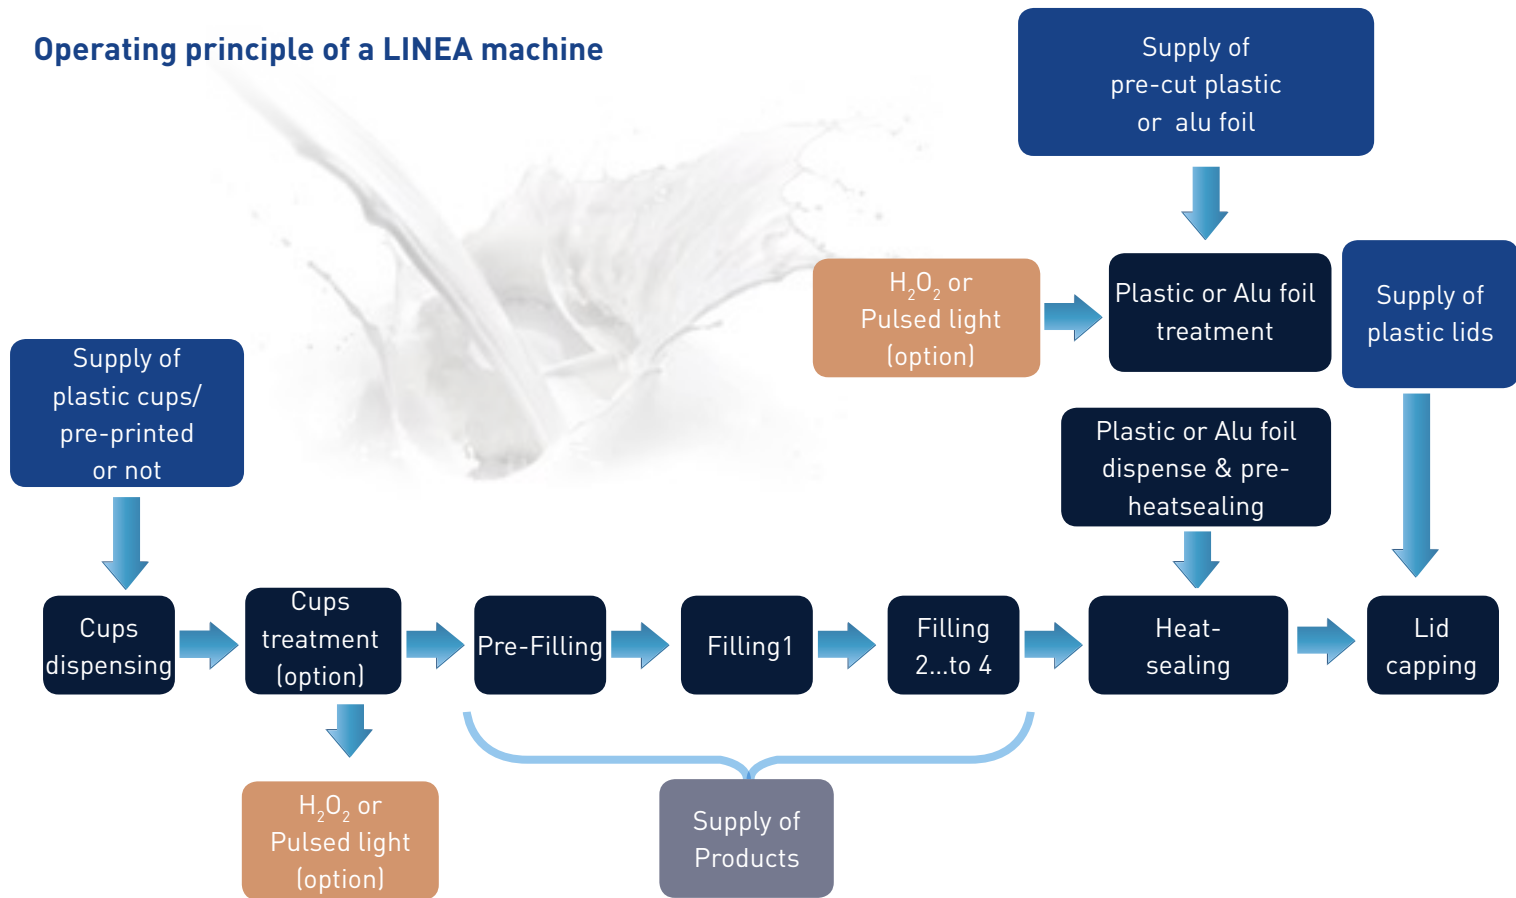 Operating principle of a LINEA machine
Supply of
pre-cut plastic
or alu foil
H₂O₂ or
Pulsed light
(option)
Plastic or Alu foil
treatment
Supply of
plastic lids
Supply of
plastic cups/
pre-printed
or not
Plastic or Alu foil
dispense & pre-
heatsealing
Cups
dispensing
Cups
treatment
(option)
Pre-Filling
Filling1
Filling
2...to 4
Heat-
sealing
Lid
capping
H₂O₂ or
Pulsed light
(option)
Supply of
Products